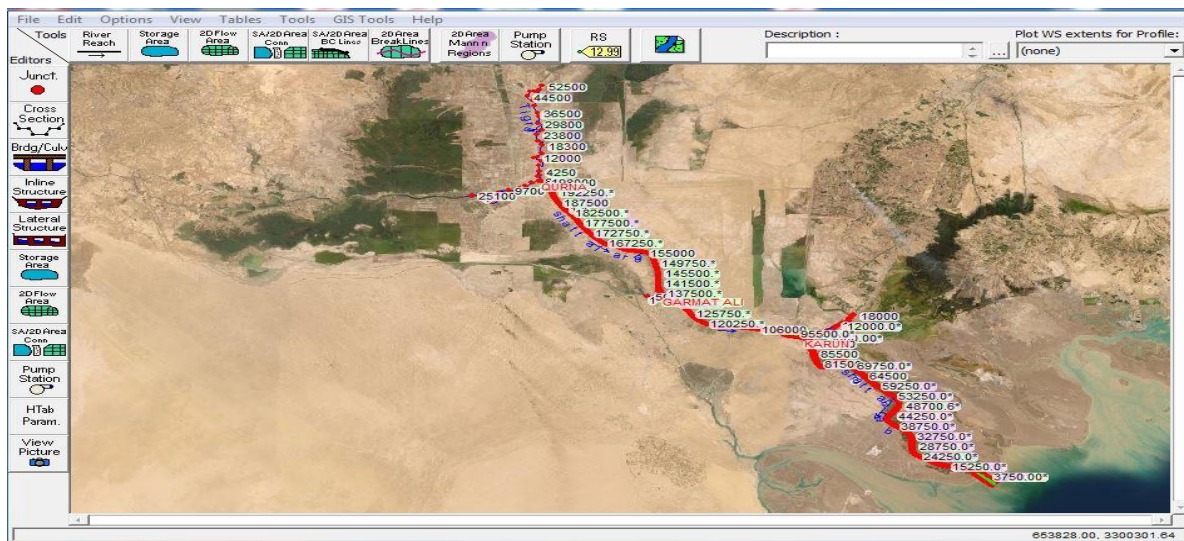 File Edit Options View Tables Tools GIS Tools Help
Tools
Editors
River
Reach
Storage
Area
2D Flow
Area
SA/2D Area
Conn
SA/2D Area
BC Lines
2D Area
BreakLines
2D Area
Mann n
Regions
Pump
Station
RS
12.99
Description :
...
Plot WS extents for Profile:
(none)
Junct.
Cross
Section
Brdg/Culv
Inline
Structure
Lateral
Structure
Storage
Area
2D Flow
Area
SA/2D Area
Conn
Pump
Station
HTab
Param.
View
Picture
52500
44500
36500
29800
23800
18300
12000
4250
25100
9700
QURNA
192250.*
187500
182500.*
177500.*
172750.*
167250.*
155000
149750.*
145500.*
141500.*
137500.*
GARMAT ALI
125750.*
120250.*
106000
18000
12000.0*
95500.0*
KARUN
85500
8150
69750.0*
64500
59250.0*
53250.0*
48700.6*
44250.0*
38750.0*
32750.0*
28750.0*
24250.0*
15250.0*
3750.00*
653828.00, 3300301.64